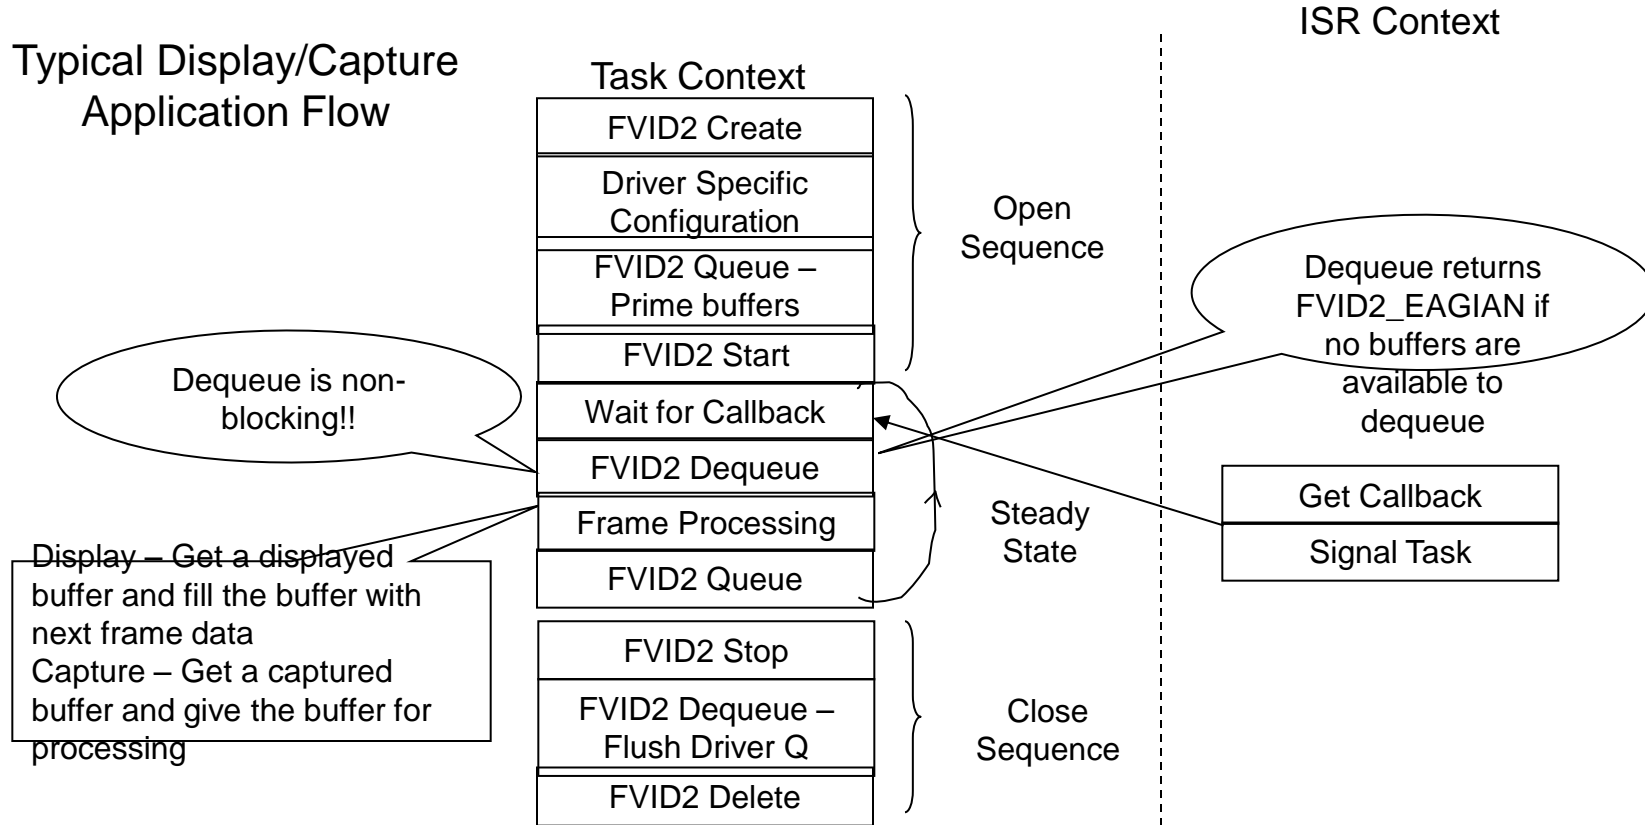 Typical Display/Capture
Application Flow
Task Context
FVID2 Create
Driver Specific
Configuration
FVID2 Queue –
Prime buffers
FVID2 Start
Wait for Callback
FVID2 Dequeue
Frame Processing
FVID2 Queue
FVID2 Stop
FVID2 Dequeue –
Flush Driver Q
FVID2 Delete
Open
Sequence
Steady
State
Close
Sequence
Dequeue is non-
blocking!!
Display – Get a displayed
buffer and fill the buffer with
next frame data
Capture – Get a captured
buffer and give the buffer for
processing
ISR Context
Dequeue returns
FVID2_EAGIAN if
no buffers are
available to
dequeue
Get Callback
Signal Task